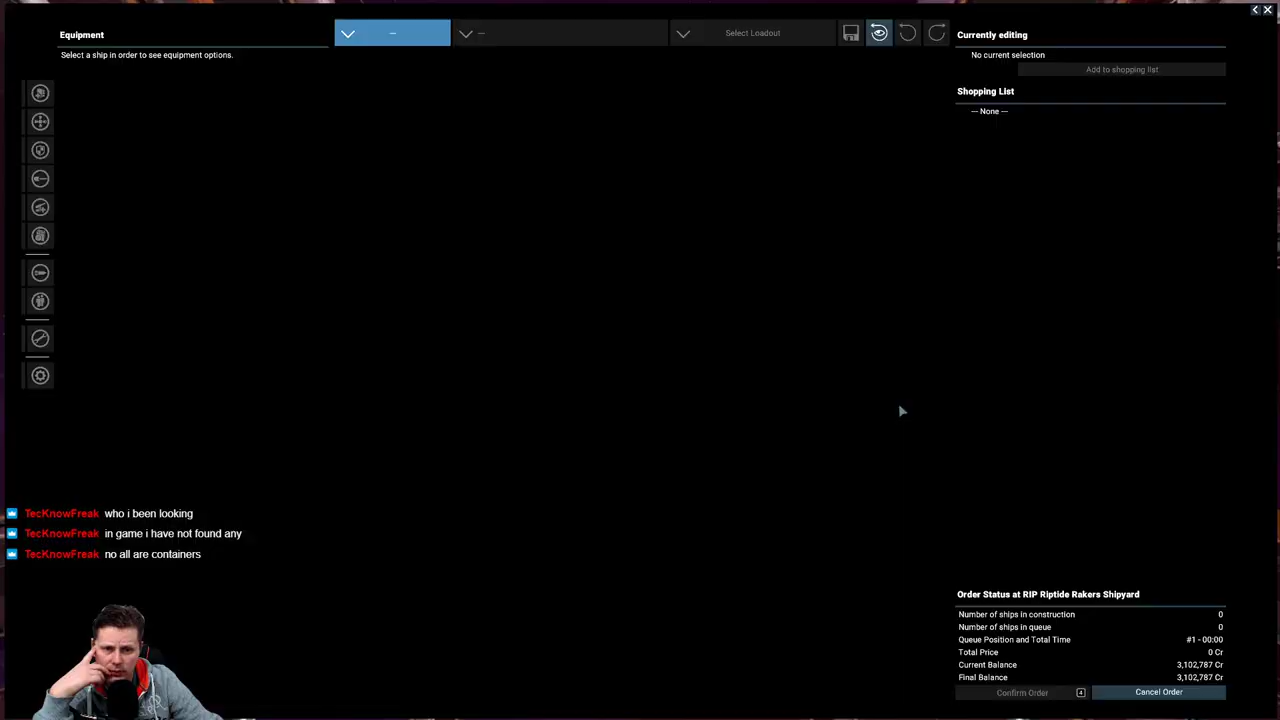 Equipment
Select a ship in order to see equipment options.
—
—
Select Loadout
Currently editing
No current selection
Add to shopping list
Shopping List
--- None ---
TecKnowFreak who i been looking
TecKnowFreak in game i have not found any
TecKnowFreak no all are containers
Order Status at RIP Riptide Rakers Shipyard
Number of ships in construction 0
Number of ships in queue 0
Queue Position and Total Time #1 - 00:00
Total Price 0 Cr
Current Balance 3,102,787 Cr
Final Balance 3,102,787 Cr
Confirm Order 4
Cancel Order